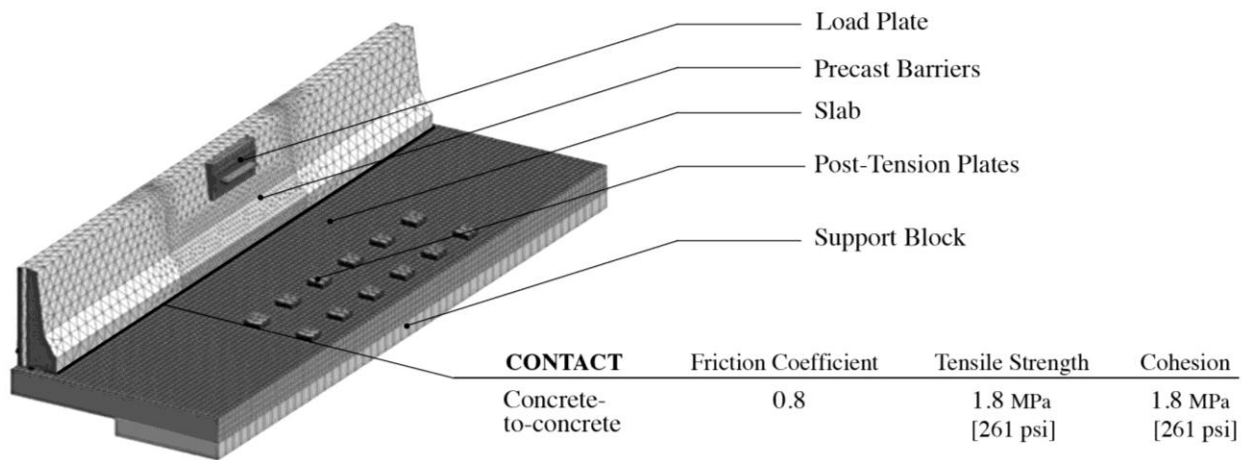 Load Plate
Precast Barriers
Slab
Post-Tension Plates
Support Block
CONTACT Friction Coefficient Tensile Strength Cohesion
Concrete- 0.8 1.8 MPa 1.8 MPa
to-concrete [261 psi] [261 psi]